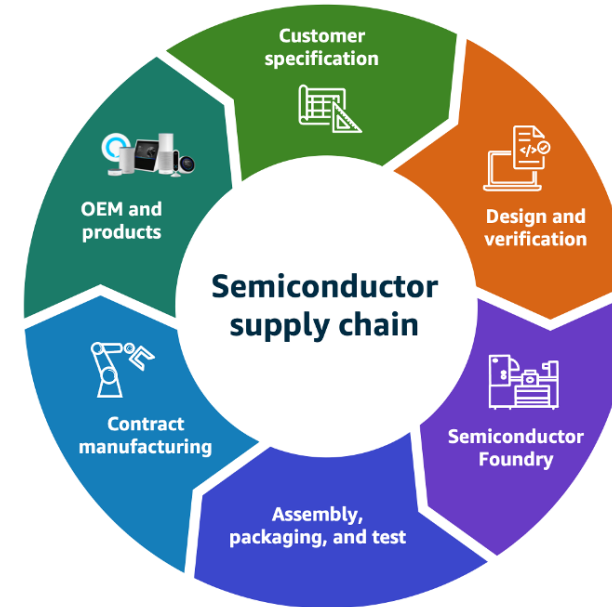 Customer
specification
Design and
verification
Semiconductor
Foundry
Assembly,
packaging, and test
Contract
manufacturing
OEM and
products
Semiconductor
supply chain